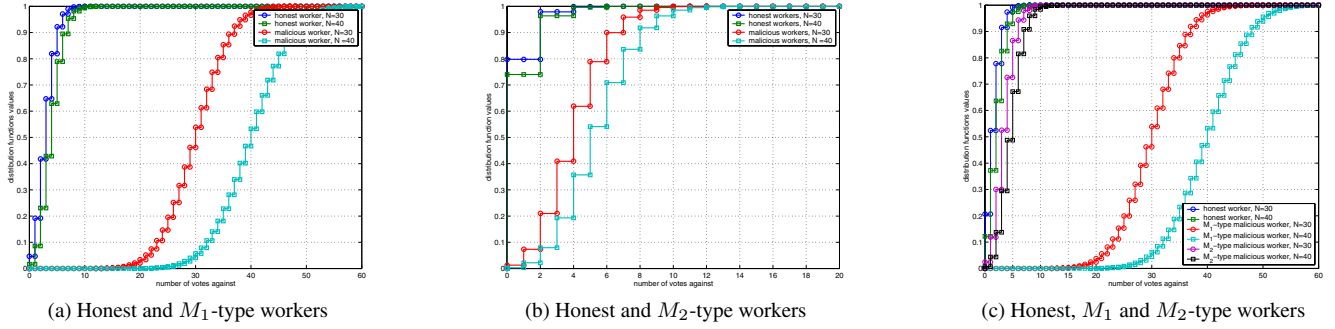 1
0.9
0.8
0.7
0.6
0.5
0.4
0.3
0.2
0.1
0
distribution functions values
0 10 20 30 40 50 60
number of votes against
honest worker, N=30
honest worker, N=40
malicious worker, N=30
malicious worker, N = 40
(a) Honest and M1-type workers
1
0.9
0.8
0.7
0.6
0.5
0.4
0.3
0.2
0.1
0
distribution function values
0 2 4 6 8 10 12 14 16 18 20
number of votes against
honest workers, N=30
honest workers, N=40
malicious workers, N=30
malicious workers, N =40
(b) Honest and M2-type workers
1
0.9
0.8
0.7
0.6
0.5
0.4
0.3
0.2
0.1
0
distribution functions values
0 5 10 20 30 40 50 60
number of votes against
honest worker, N=30
honest worker, N=40
M1-type malicious worker, N=30
M1-type malicious worker, N=40
M2-type malicious worker, N=30
M2-type malicious worker, N=40
(c) Honest, M1 and M2-type workers